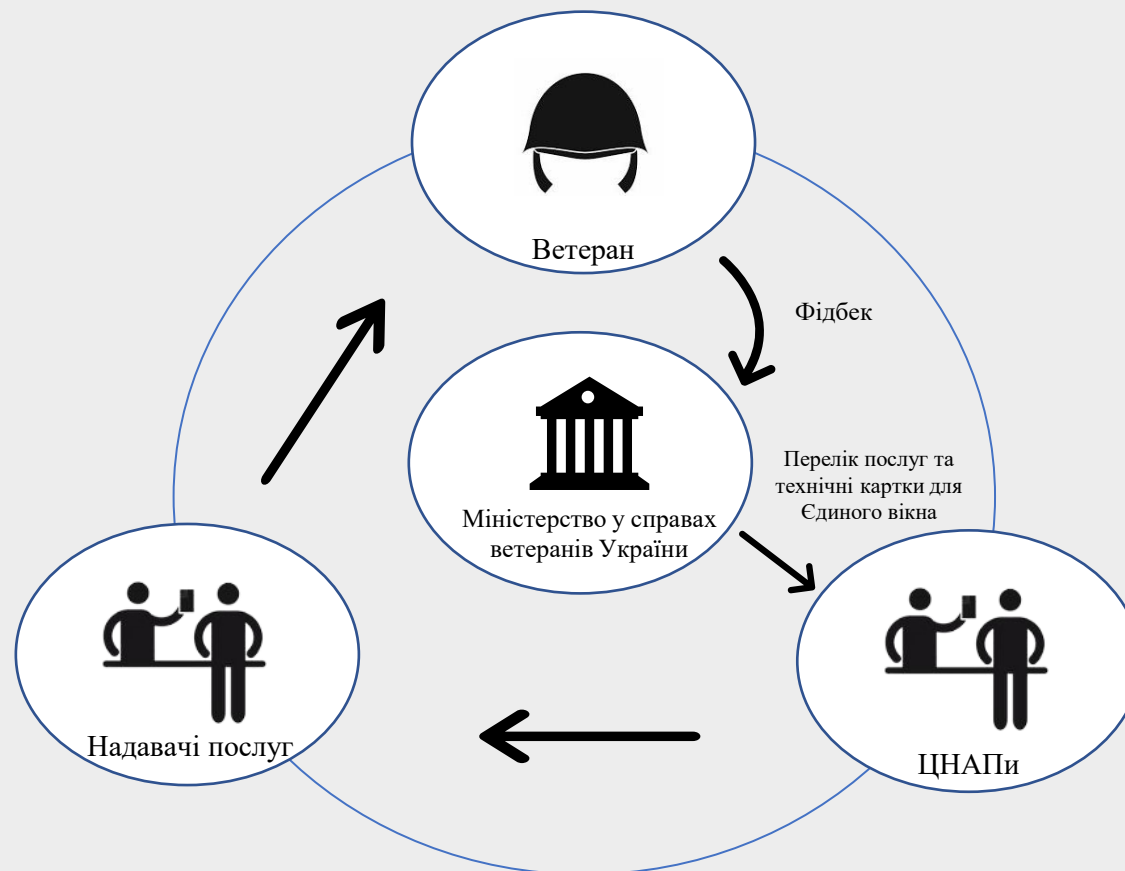 Ветеран
Фідбек
Перелік послуг та
технічні картки для
Єдиного вікна
Міністерство у справах
ветеранів України
Надавачі послуг
ЦНАПи